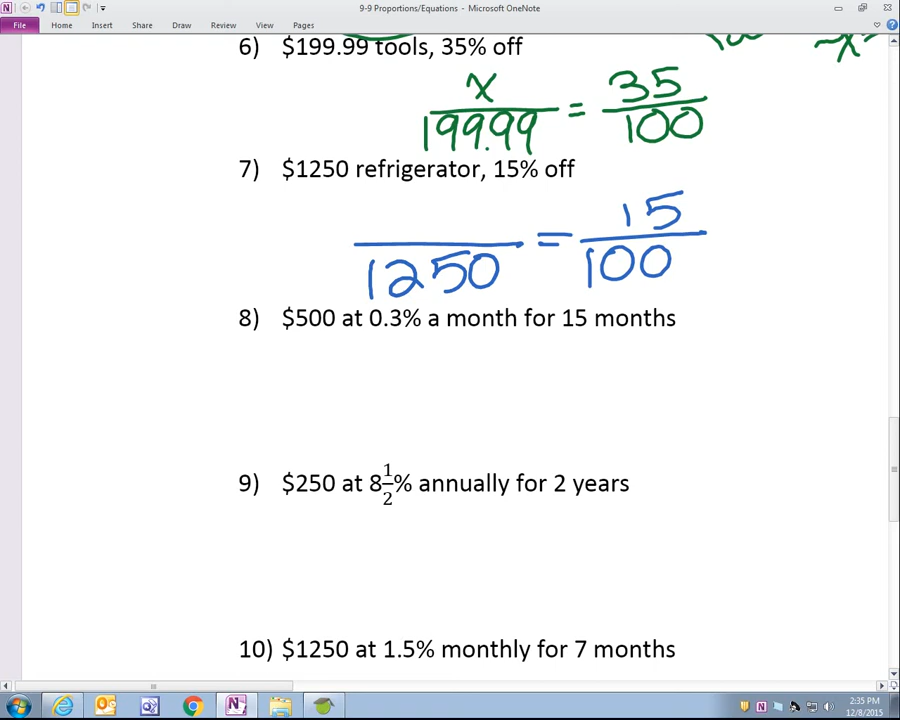 9-9 Proportions/Equations - Microsoft OneNote
File Home Insert Share Draw Review View Pages
6) $199.99 tools, 35% off
x/199.99 = 35/100
7) $1250 refrigerator, 15% off
/1250 = 15/100
8) $500 at 0.3% a month for 15 months
9) $250 at 8 1/2% annually for 2 years
10) $1250 at 1.5% monthly for 7 months
2:35 PM
12/8/2015